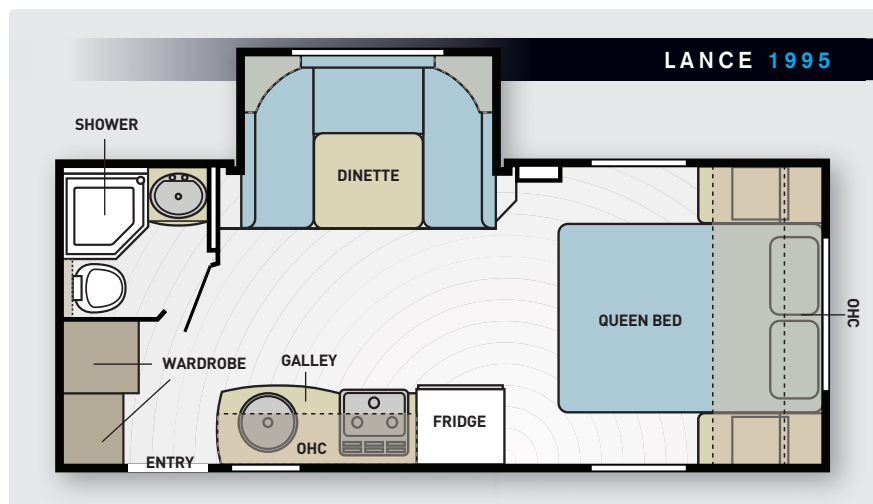 LANCE 1995
SHOWER
DINETTE
QUEEN BED
OHC
WARDROBE
GALLEY
FRIDGE
OHC
ENTRY